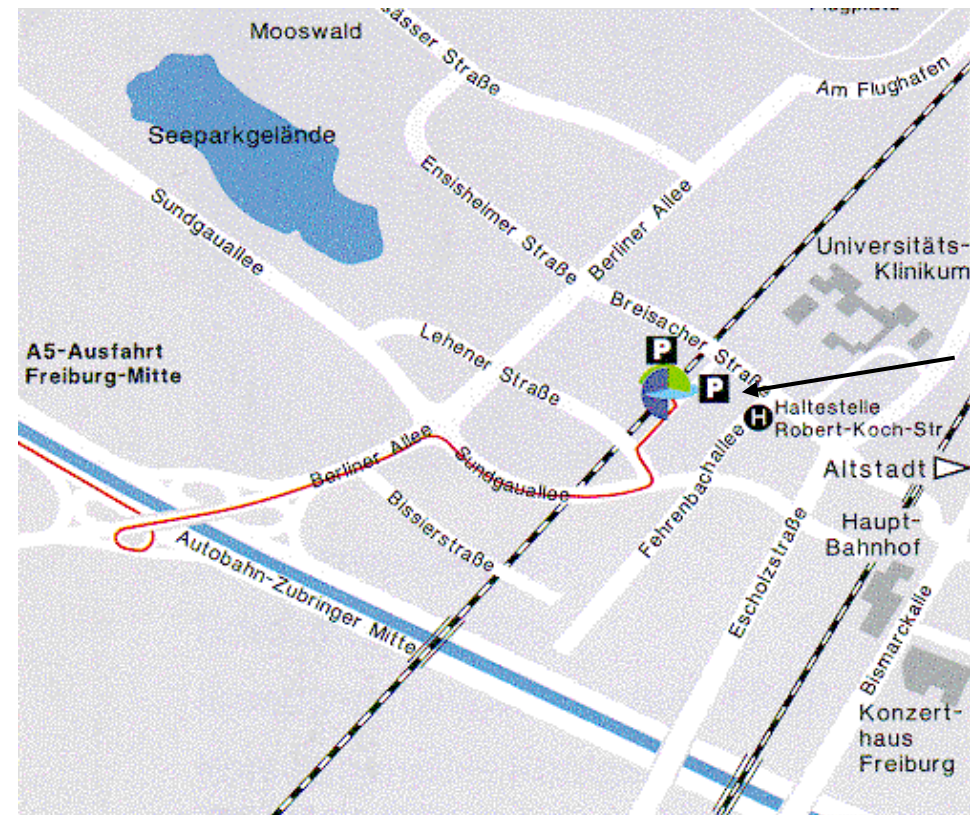 Mooswald
sässer Straße
Am Flughafen
Seeparkgelände
Ensisheimer Straße
Berliner Allee
Sundgauallee
Universitäts-
Klinikum
Breisacher Straße
Lehener Straße
A5-Ausfahrt
Freiburg-Mitte
P
P
H
Haltestelle
Robert-Koch-Str
Berliner Allee
Sundgauallee
Altstadt
Bissierstraße
Fehrenbachallee
Escholzstraße
Haupt-
Bahnhof
Autobahn-Zubringer Mitte
Bismarckalle
Konzert-
haus
Freiburg